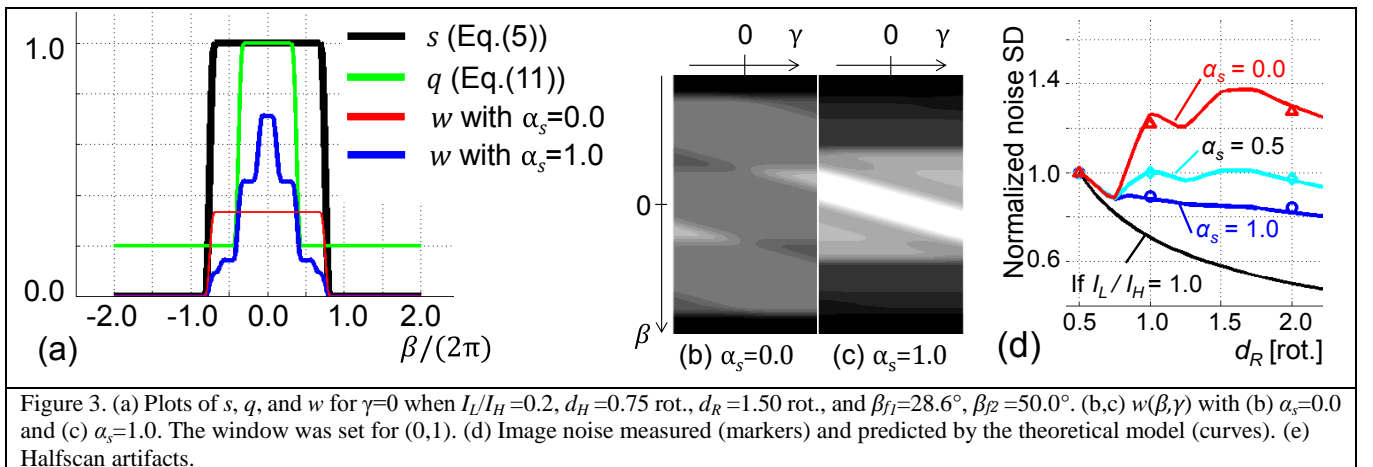 1.0
0.0
-2.0 -1.0 0.0 1.0 2.0
(a)
β/(2π)
s (Eq.(5))
q (Eq.(11))
w with αs=0.0
w with αs=1.0
0 γ
0 γ
0
β
(b) αs=0.0
(c) αs=1.0
Normalized noise SD
1.4
1.0
0.6
αs = 0.0
αs = 0.5
αs = 1.0
If IL / IH = 1.0
0.5 1.0 1.5 2.0
(d)
dR [rot.]
Figure 3. (a) Plots of s, q, and w for γ=0 when IL/IH =0.2, dH =0.75 rot., dR =1.50 rot., and βf1=28.6°, βf2 =50.0°. (b,c) w(β,γ) with (b) αs=0.0
and (c) αs=1.0. The window was set for (0,1). (d) Image noise measured (markers) and predicted by the theoretical model (curves). (e)
Halfscan artifacts.